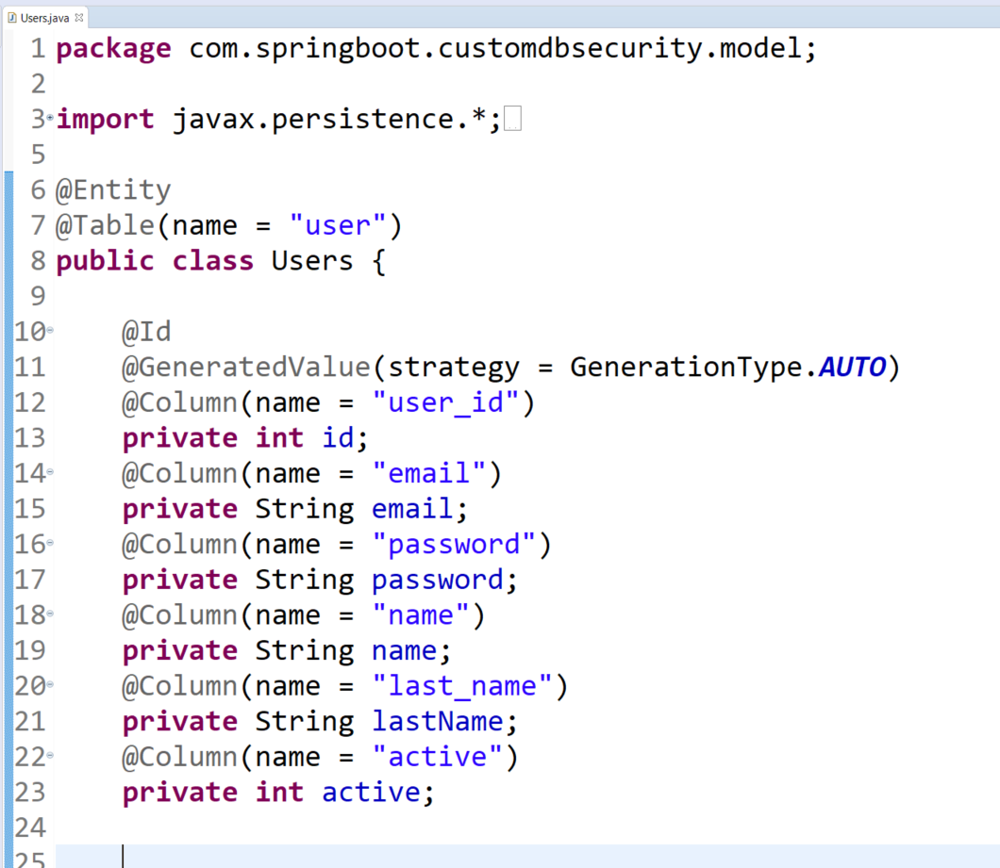 Users.java
1 package com.springboot.customdbsecurity.model;
2
3 import javax.persistence.*;
5
6 @Entity
7 @Table(name = "user")
8 public class Users {
9
10     @Id
11     @GeneratedValue(strategy = GenerationType.AUTO)
12     @Column(name = "user_id")
13     private int id;
14     @Column(name = "email")
15     private String email;
16     @Column(name = "password")
17     private String password;
18     @Column(name = "name")
19     private String name;
20     @Column(name = "last_name")
21     private String lastName;
22     @Column(name = "active")
23     private int active;
24
25